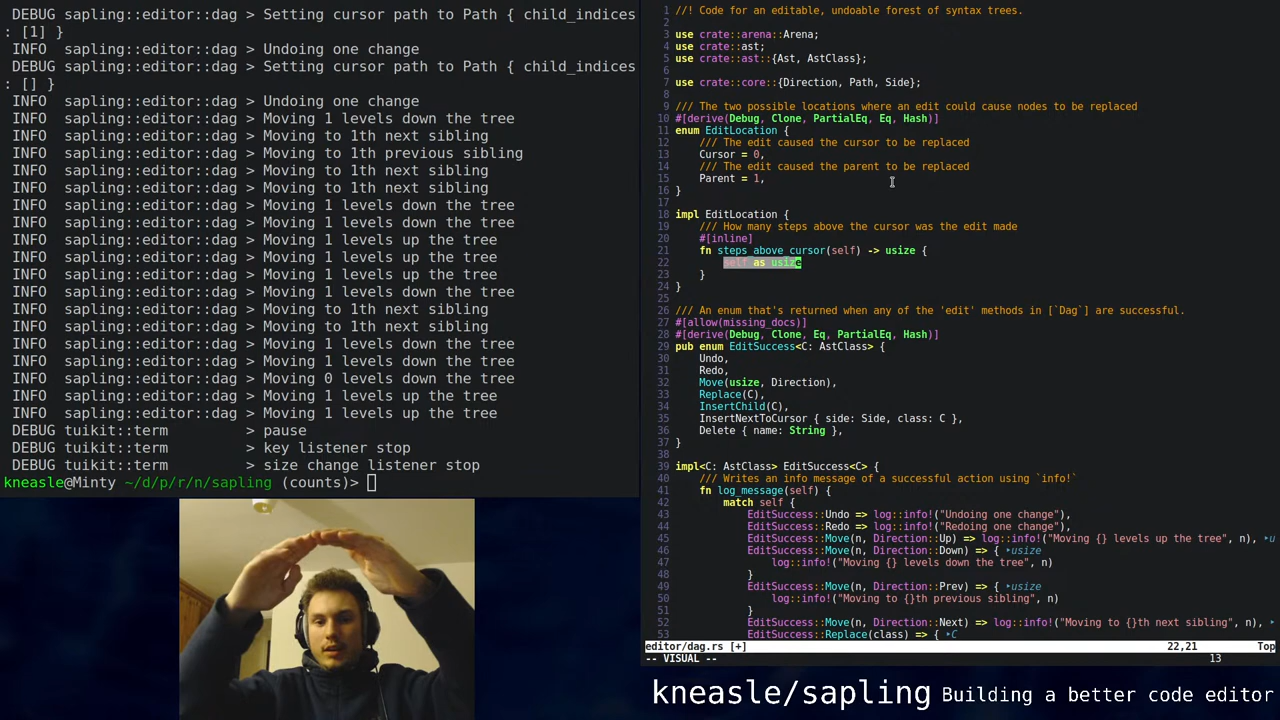 DEBUG sapling::editor::dag > Setting cursor path to Path { child_indices
: [1] }
INFO  sapling::editor::dag > Undoing one change
DEBUG sapling::editor::dag > Setting cursor path to Path { child_indices
: [] }
INFO  sapling::editor::dag > Undoing one change
INFO  sapling::editor::dag > Moving 1 levels down the tree
INFO  sapling::editor::dag > Moving to 1th next sibling
INFO  sapling::editor::dag > Moving to 1th previous sibling
INFO  sapling::editor::dag > Moving to 1th next sibling
INFO  sapling::editor::dag > Moving to 1th next sibling
INFO  sapling::editor::dag > Moving 1 levels down the tree
INFO  sapling::editor::dag > Moving 1 levels down the tree
INFO  sapling::editor::dag > Moving 1 levels up the tree
INFO  sapling::editor::dag > Moving 1 levels up the tree
INFO  sapling::editor::dag > Moving 1 levels up the tree
INFO  sapling::editor::dag > Moving 1 levels down the tree
INFO  sapling::editor::dag > Moving to 1th next sibling
INFO  sapling::editor::dag > Moving to 1th next sibling
INFO  sapling::editor::dag > Moving 1 levels down the tree
INFO  sapling::editor::dag > Moving 1 levels down the tree
INFO  sapling::editor::dag > Moving 0 levels down the tree
INFO  sapling::editor::dag > Moving 1 levels up the tree
INFO  sapling::editor::dag > Moving 1 levels up the tree
DEBUG tuikit::term         > pause
DEBUG tuikit::term         > key listener stop
DEBUG tuikit::term         > size change listener stop
kneasle@Minty ~/d/p/r/n/sapling (counts)>
1 //! Code for an editable, undoable forest of syntax trees.
2
3 use crate::arena::Arena;
4 use crate::ast;
5 use crate::ast::{Ast, AstClass};
6
7 use crate::core::{Direction, Path, Side};
8
9 /// The two possible locations where an edit could cause nodes to be replaced
10 #[derive(Debug, Clone, PartialEq, Eq, Hash)]
11 enum EditLocation {
12     /// The edit caused the cursor to be replaced
13     Cursor = 0,
14     /// The edit caused the parent to be replaced
15     Parent = 1,
16 }
17
18 impl EditLocation {
19     /// How many steps above the cursor was the edit made
20     #[inline]
21     fn steps_above_cursor(self) -> usize {
22         self as usize
23     }
24 }
25
26 /// An enum that's returned when any of the 'edit' methods in [`Dag`] are successful.
27 #[allow(missing_docs)]
28 #[derive(Debug, Clone, Eq, PartialEq, Hash)]
29 pub enum EditSuccess<C: AstClass> {
30     Undo,
31     Redo,
32     Move(usize, Direction),
33     Replace(C),
34     InsertChild(C),
35     InsertNextToCursor { side: Side, class: C },
36     Delete { name: String },
37 }
38
39 impl<C: AstClass> EditSuccess<C> {
40     /// Writes an info message of a successful action using `info!`
41     fn log_message(self) {
42         match self {
43             EditSuccess::Undo => log::info!("Undoing one change"),
44             EditSuccess::Redo => log::info!("Redoing one change"),
45             EditSuccess::Move(n, Direction::Up) => log::info!("Moving {} levels up the tree", n), ‣u
46             EditSuccess::Move(n, Direction::Down) => { ‣usize
47                 log::info!("Moving {} levels down the tree", n)
48             }
49             EditSuccess::Move(n, Direction::Prev) => { ‣usize
50                 log::info!("Moving to {}th previous sibling", n)
51             }
52             EditSuccess::Move(n, Direction::Next) => log::info!("Moving to {}th next sibling", n), ‣
53             EditSuccess::Replace(class) => { ‣C
editor/dag.rs [+] 22,21 Top
-- VISUAL -- 13
kneasle/sapling Building a better code editor